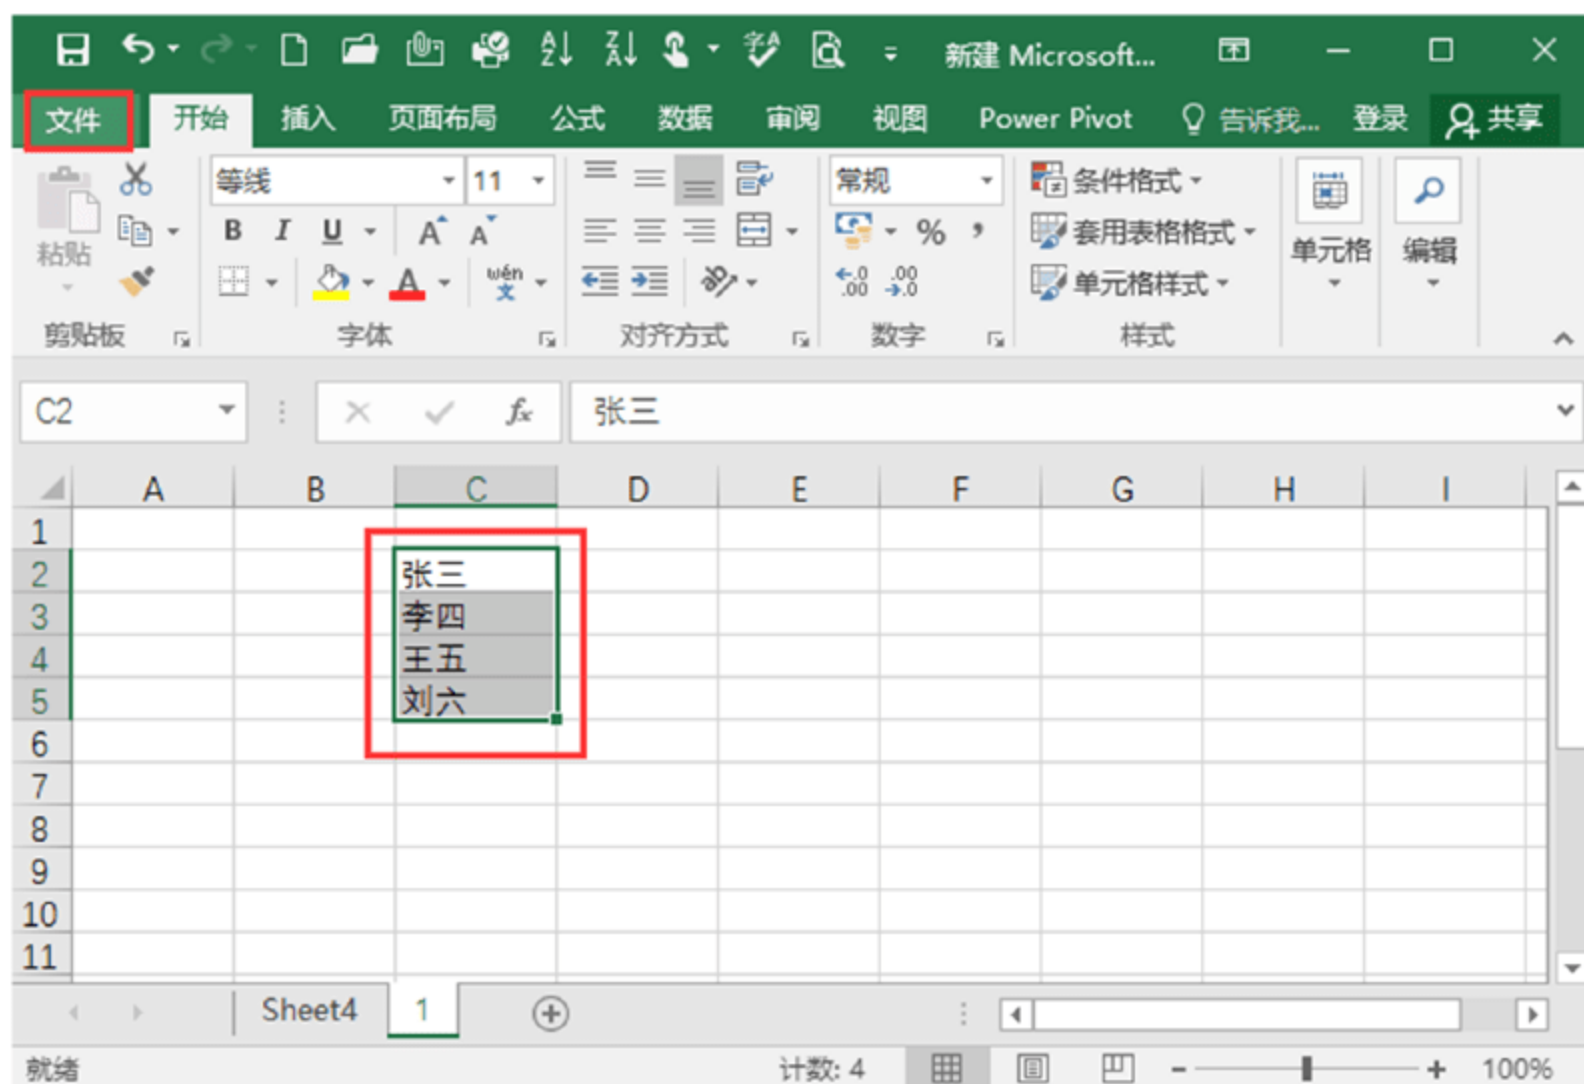 新建 Microsoft...
文件 开始 插入 页面布局 公式 数据 审阅 视图 Power Pivot 告诉我... 登录 共享
等线 11 常规 条件格式
粘贴 B I U A A % , 套用表格格式 单元格 编辑
A wén 文 .0 .00 .00 .0 单元格样式
剪贴板 字体 对齐方式 数字 样式
C2 fx 张三
A B C D E F G H I
1
2 张三
3 李四
4 王五
5 刘六
6
7
8
9
10
11
Sheet4 1
就绪 计数: 4 100%